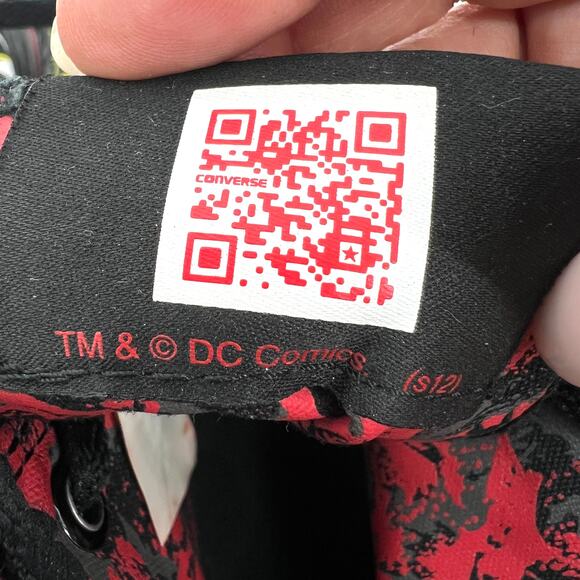 CONVERSE
TM & © DC Comics.
(s12)